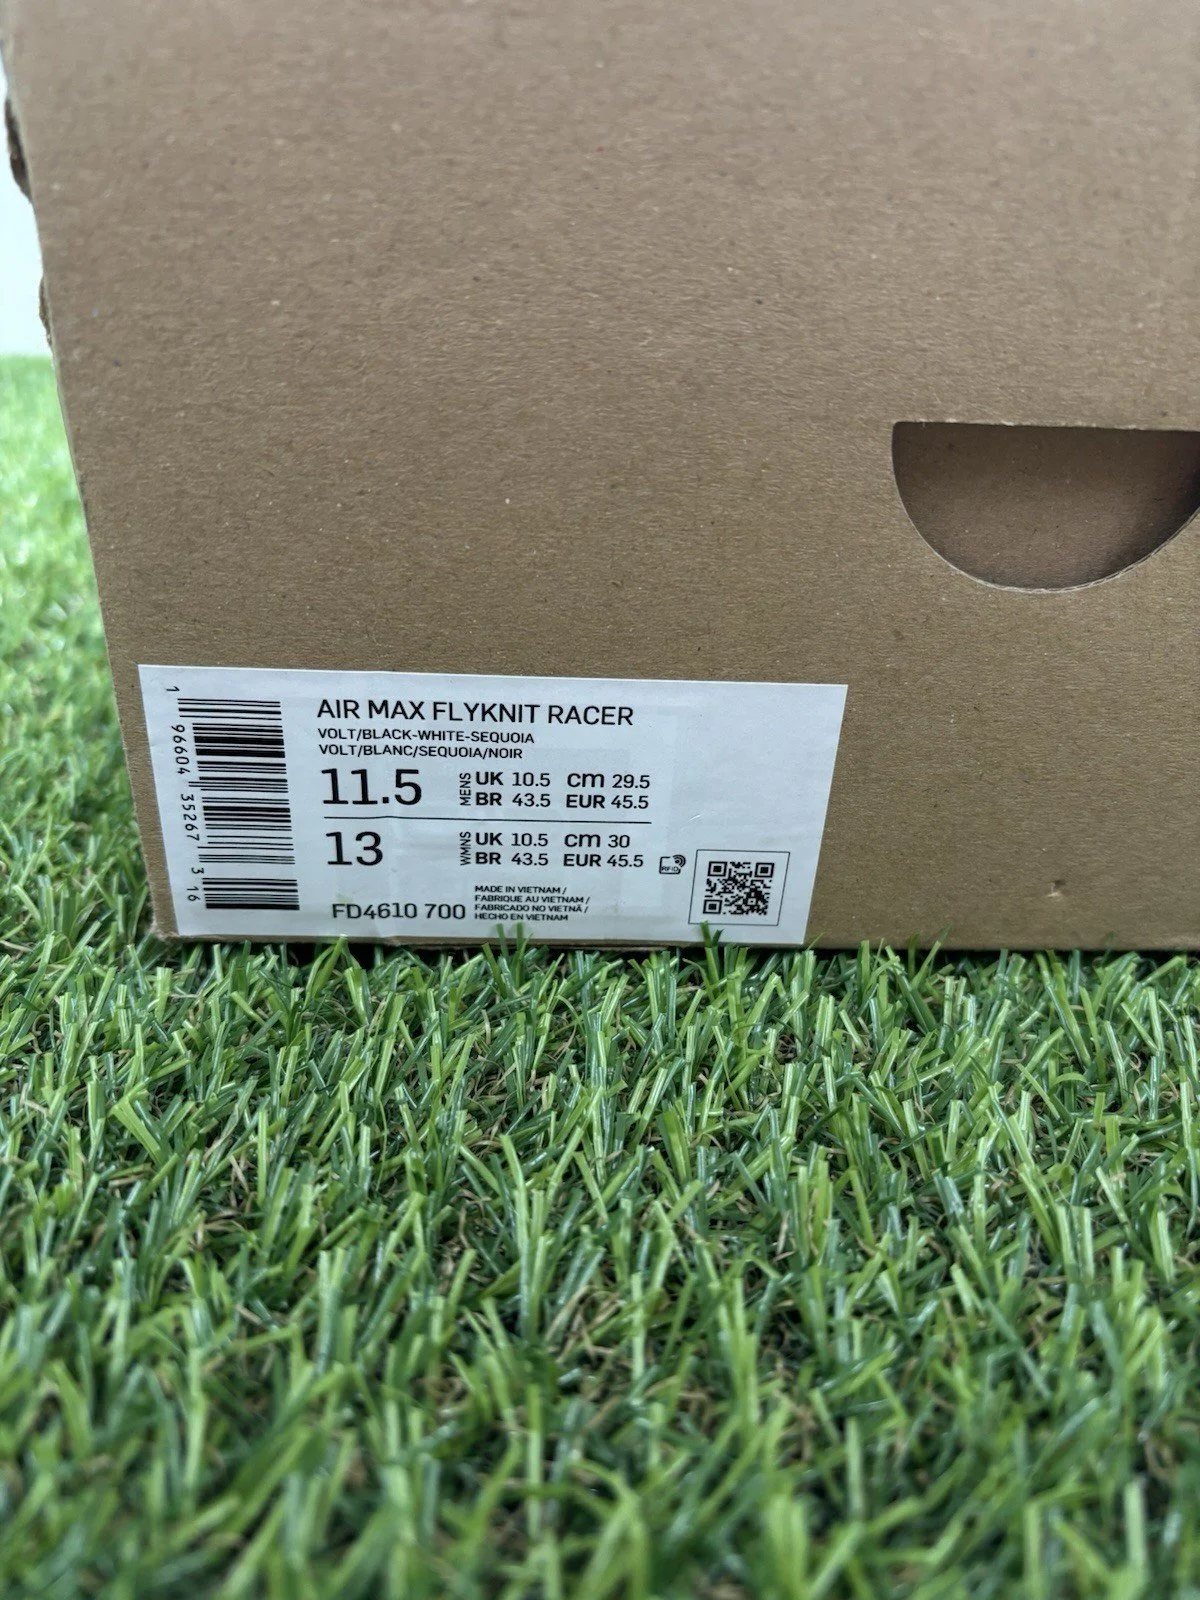 AIR MAX FLYKNIT RACER
VOLT/BLACK-WHITE-SEQUOIA
VOLT/BLANC/SEQUOIA/NOIR
11.5 MENS UK 10.5 cm 29.5
BR 43.5 EUR 45.5
13 WMNS UK 10.5 cm 30
BR 43.5 EUR 45.5
RFID
FD4610 700
MADE IN VIETNAM /
FABRIQUE AU VIETNAM /
FABRICADO NO VIETNÃ /
HECHO EN VIETNAM
1 96604 35267 3 16